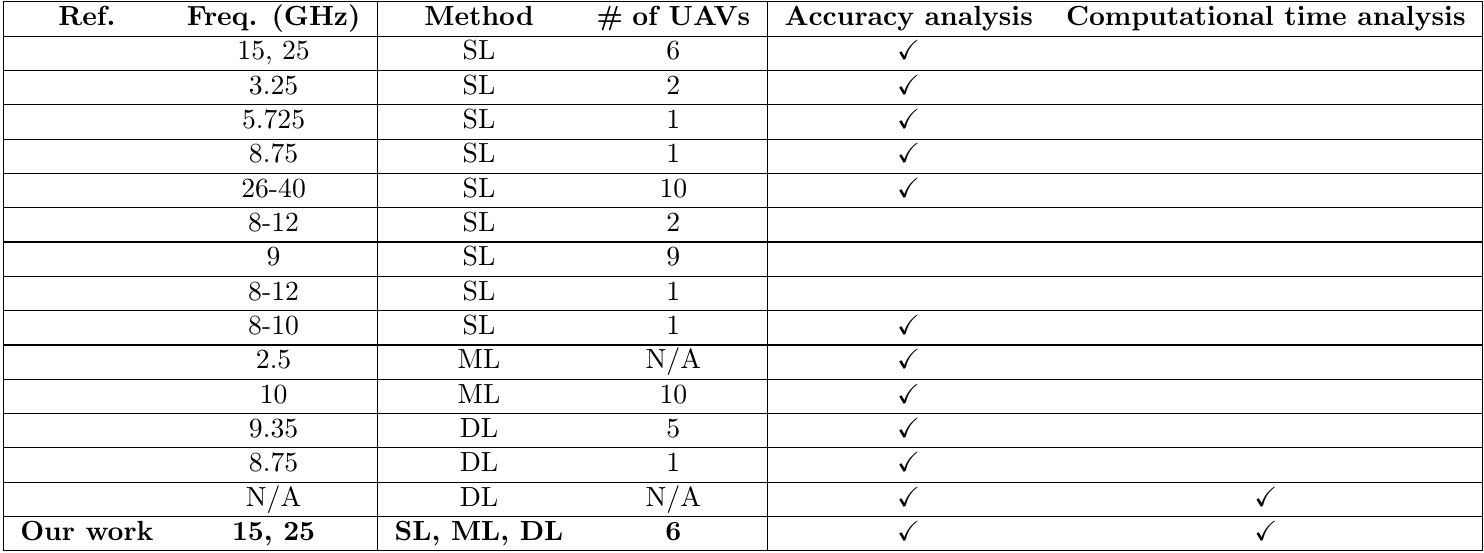 Ref. Freq. (GHz) Method # of UAVs Accuracy analysis Computational time analysis
15, 25 SL 6 ✓
3.25 SL 2 ✓
5.725 SL 1 ✓
8.75 SL 1 ✓
26-40 SL 10 ✓
8-12 SL 2
9 SL 9
8-12 SL 1
8-10 SL 1 ✓
2.5 ML N/A ✓
10 ML 10 ✓
9.35 DL 5 ✓
8.75 DL 1 ✓
N/A DL N/A ✓ ✓
Our work 15, 25 SL, ML, DL 6 ✓ ✓